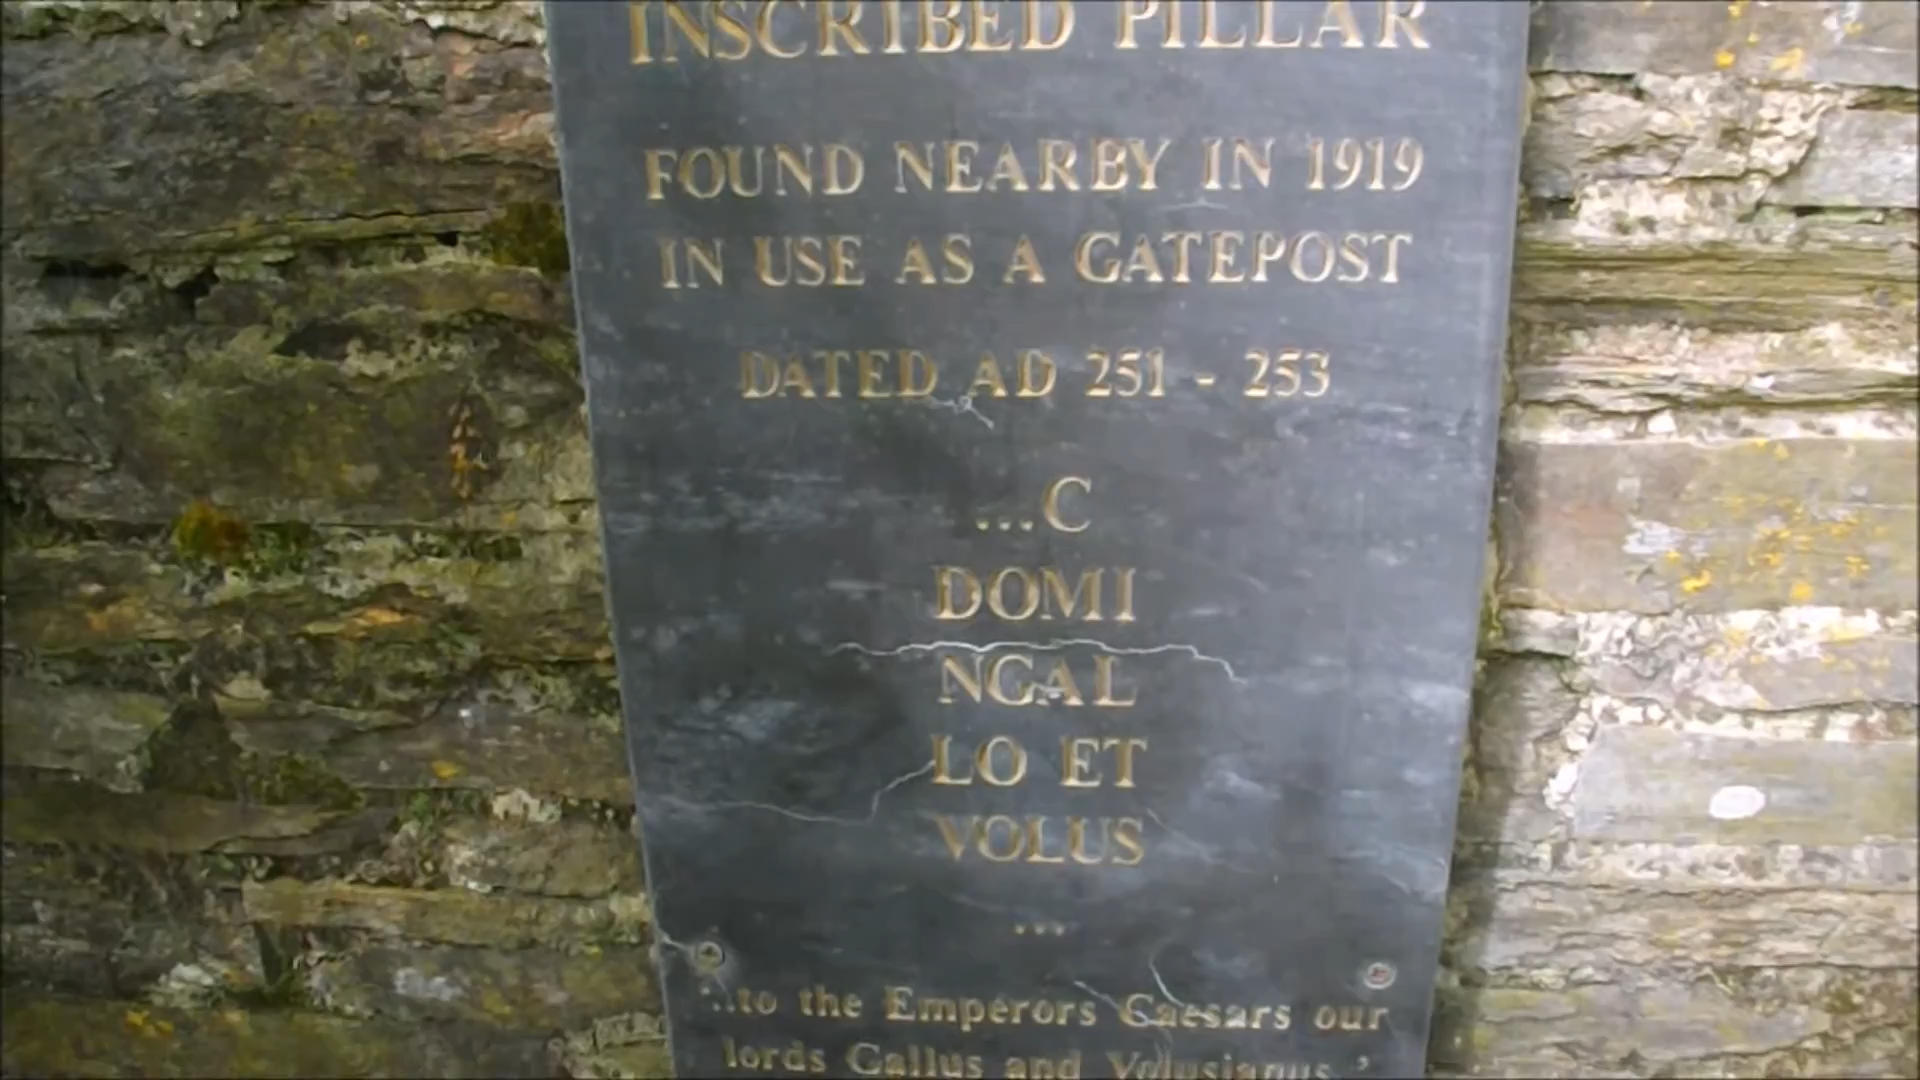 INSCRIBED PILLAR
FOUND NEARBY IN 1919
IN USE AS A GATEPOST
DATED AD 251 - 253
...C
DOMI
NGAL
LO ET
VOLUS
...
'..to the Emperors Caesars our
lords Gallus and Volusianus..'